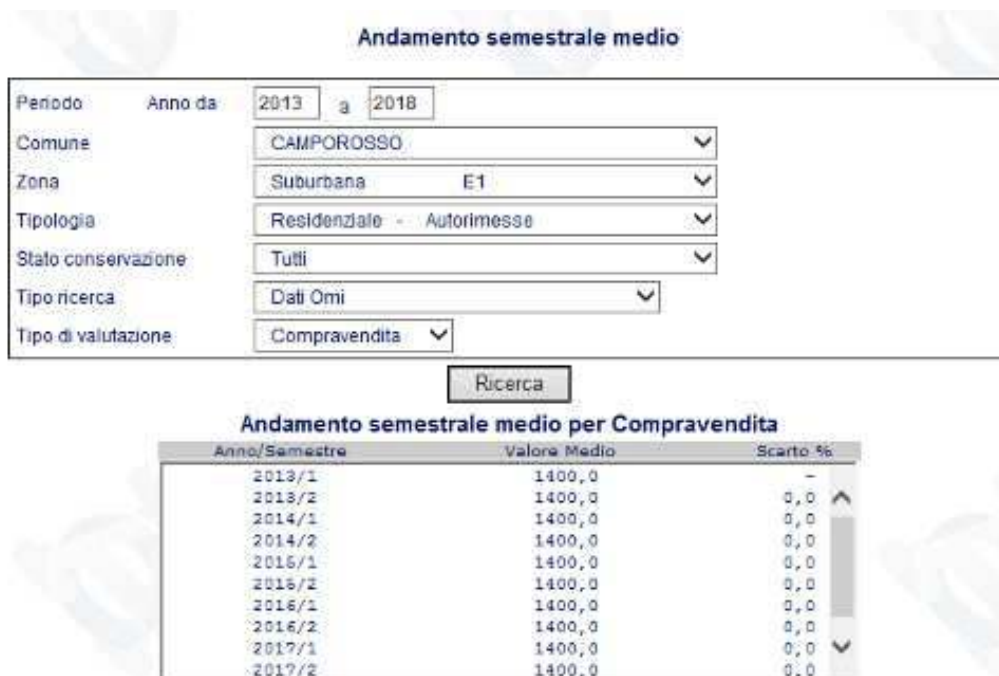 Andamento semestrale medio
Periodo Anno da 2013 a 2018
Comune CAMPOROSSO
Zona Suburbana E1
Tipologia Residenziale - Autorimesse
Stato conservazione Tutti
Tipo ricerca Dati Omi
Tipo di valutazione Compravendita
Ricerca
Andamento semestrale medio per Compravendita
Anno/Semestre Valore Medio Scarto %
2013/1 1400,0 -
2013/2 1400,0 0,0
2014/1 1400,0 0,0
2014/2 1400,0 0,0
2015/1 1400,0 0,0
2015/2 1400,0 0,0
2016/1 1400,0 0,0
2016/2 1400,0 0,0
2017/1 1400,0 0,0
2017/2 1400,0 0,0